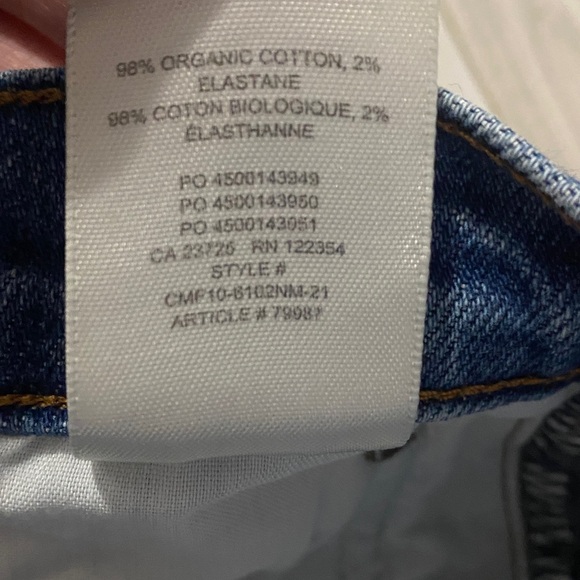 98% ORGANIC COTTON, 2%
ELASTANE
98% COTON BIOLOGIQUE, 2%
ÉLASTHANNE
PO 4500143949
PO 4500143950
PO 4500143951
CA 23725 RN 122354
STYLE #
CMF10-6102NM-21
ARTICLE # 79987